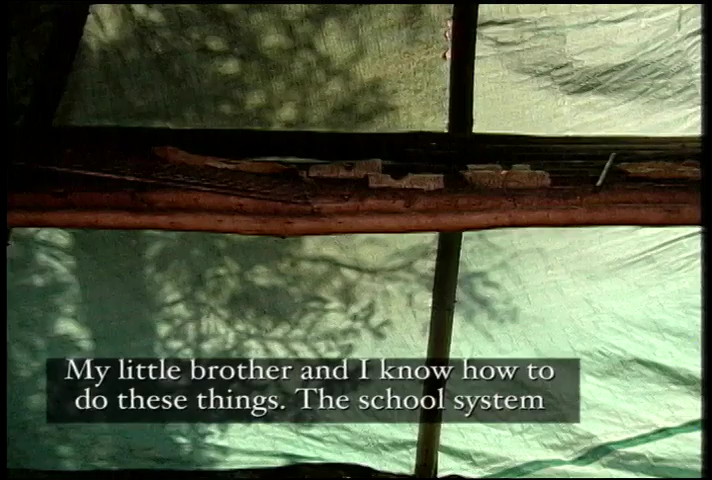 My little brother and I know how to
do these things. The school system